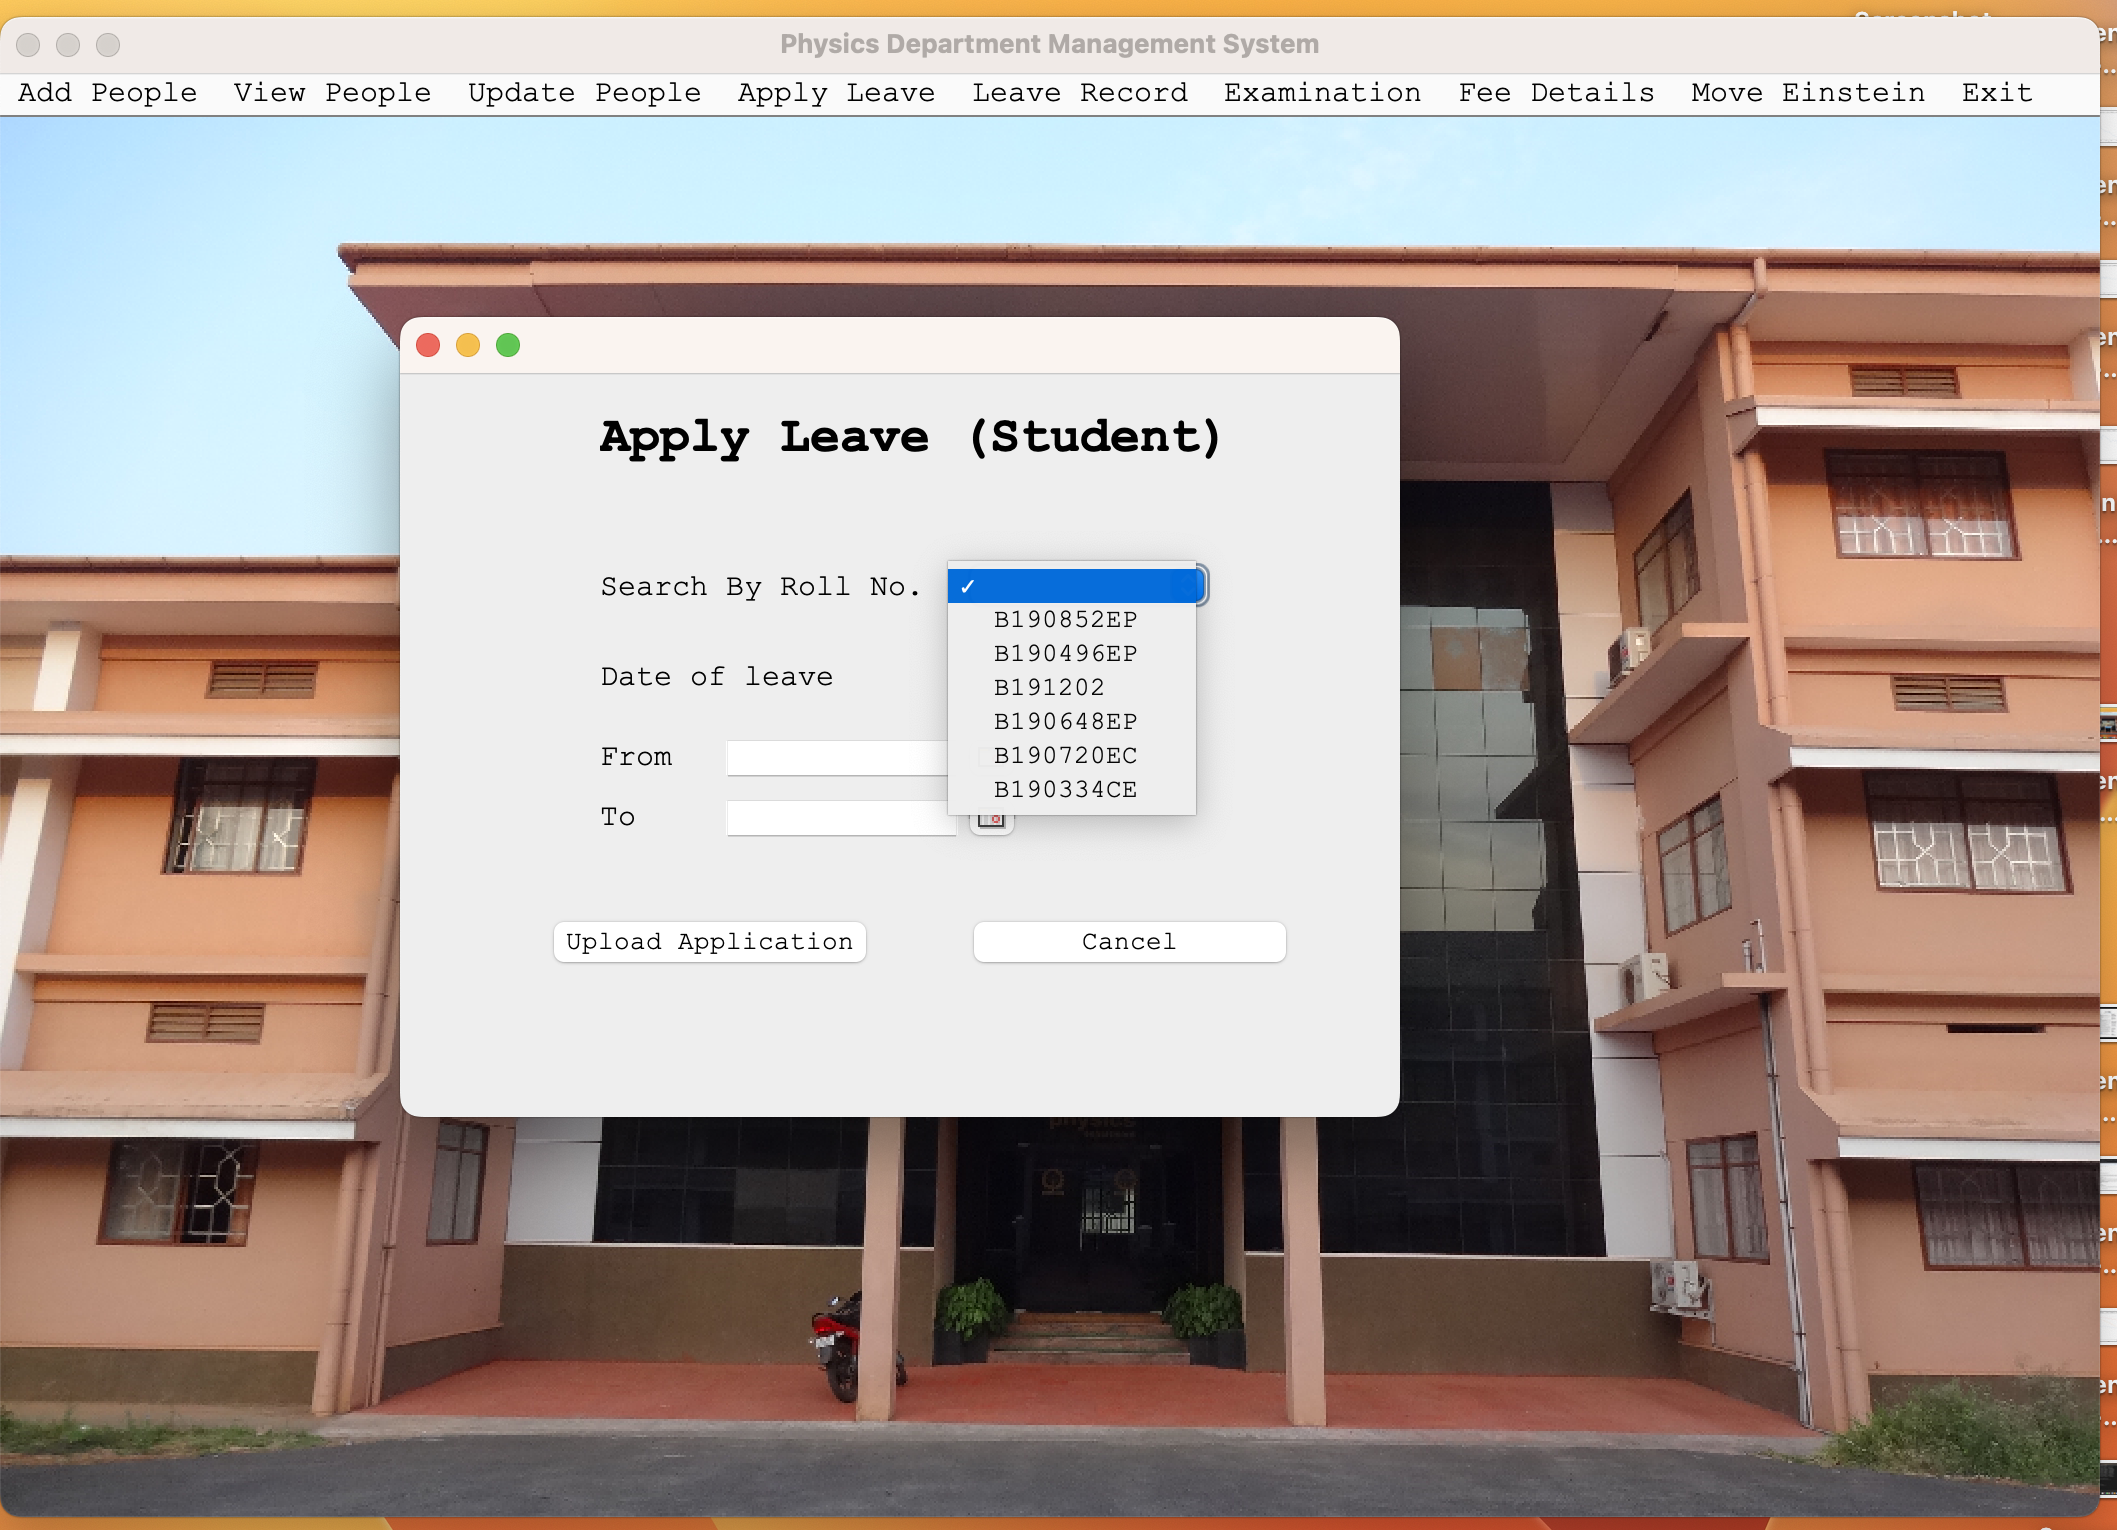 Physics Department Management System
Add People View People Update People Apply Leave Leave Record Examination Fee Details Move Einstein Exit
Apply Leave (Student)
Search By Roll No.
✓
B190852EP
B190496EP
B191202
B190648EP
B190720EC
B190334CE
Date of leave
From
To
Upload Application
Cancel
physics